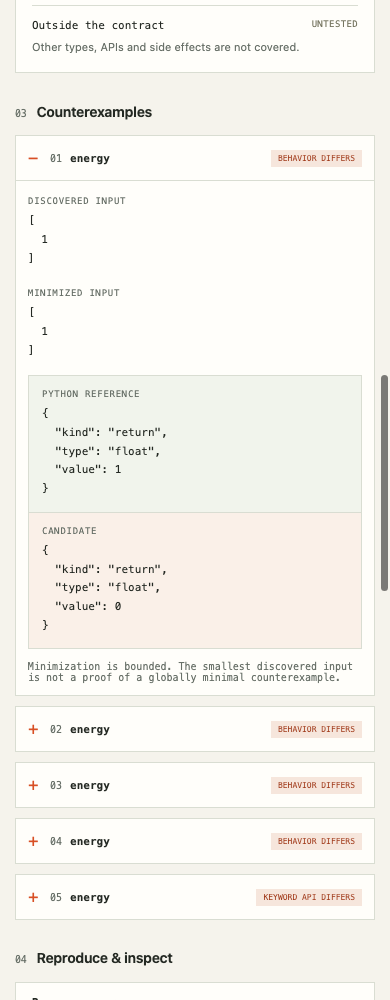 Outside the contract UNTESTED
Other types, APIs and side effects are not covered.
03 Counterexamples
− 01 energy BEHAVIOR DIFFERS
DISCOVERED INPUT
[
1
]
MINIMIZED INPUT
[
1
]
PYTHON REFERENCE
{
"kind": "return",
"type": "float",
"value": 1
}
CANDIDATE
{
"kind": "return",
"type": "float",
"value": 0
}
Minimization is bounded. The smallest discovered input
is not a proof of a globally minimal counterexample.
+ 02 energy BEHAVIOR DIFFERS
+ 03 energy BEHAVIOR DIFFERS
+ 04 energy BEHAVIOR DIFFERS
+ 05 energy KEYWORD API DIFFERS
04 Reproduce & inspect